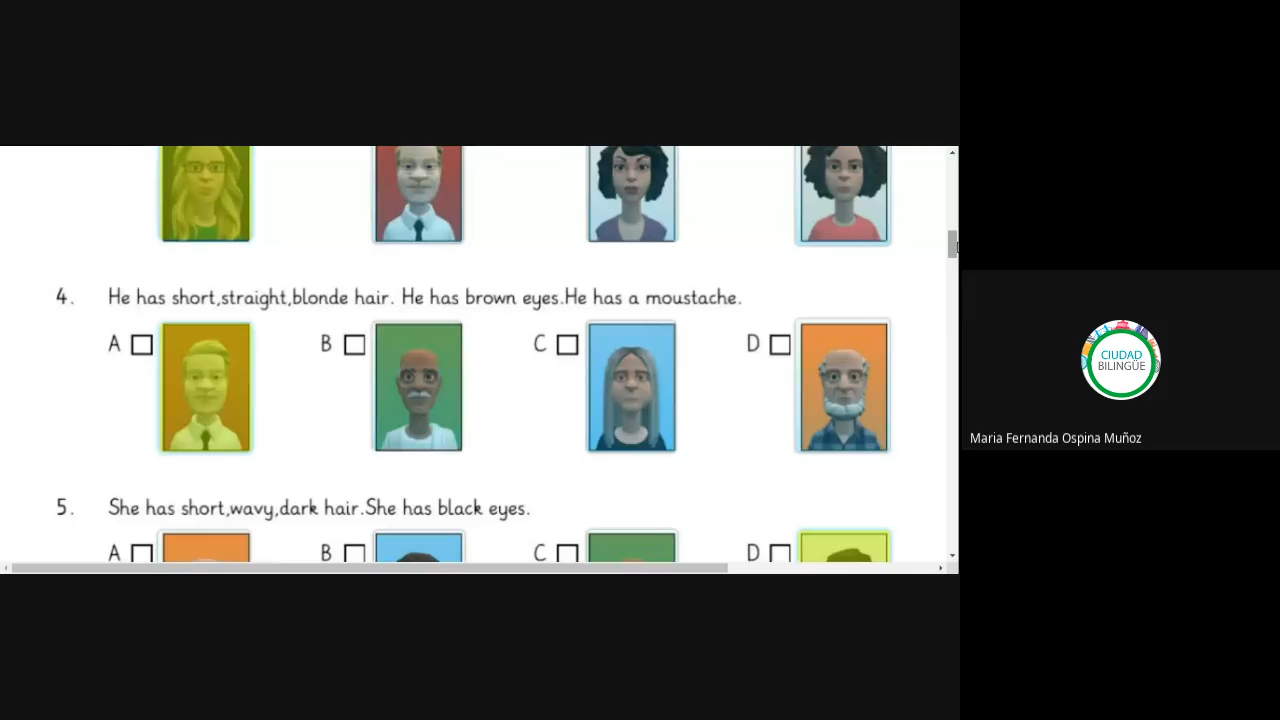 4. He has short,straight,blonde hair. He has brown eyes.He has a moustache.
A B C D
5. She has short,wavy,dark hair.She has black eyes.
A B C D
CIUDAD
BILINGÜE
Maria Fernanda Ospina Muñoz